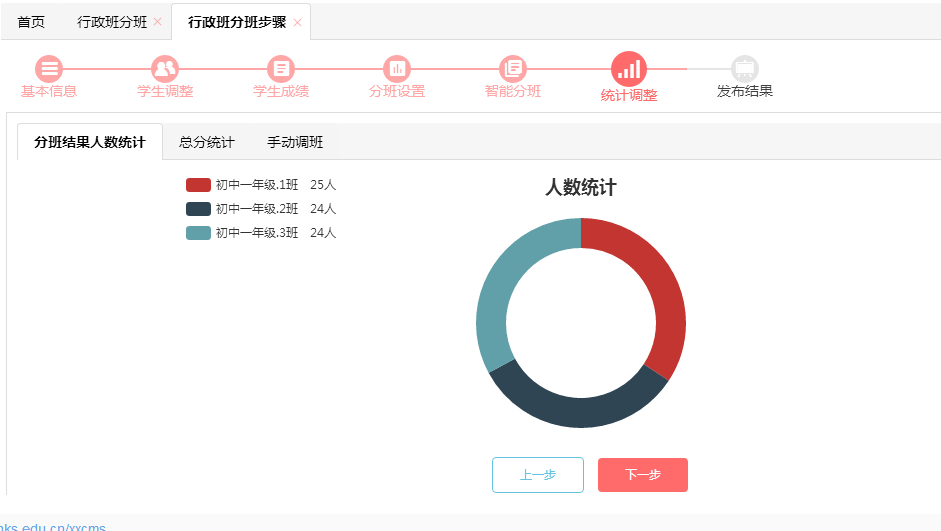 首页 行政班分班 × 行政班分班步骤 ×
基本信息 学生调整 学生成绩 分班设置 智能分班 统计调整 发布结果
分班结果人数统计 总分统计 手动调班
人数统计
初中一年级.1班 25人
初中一年级.2班 24人
初中一年级.3班 24人
上一步 下一步
nks.edu.cn/xxcms